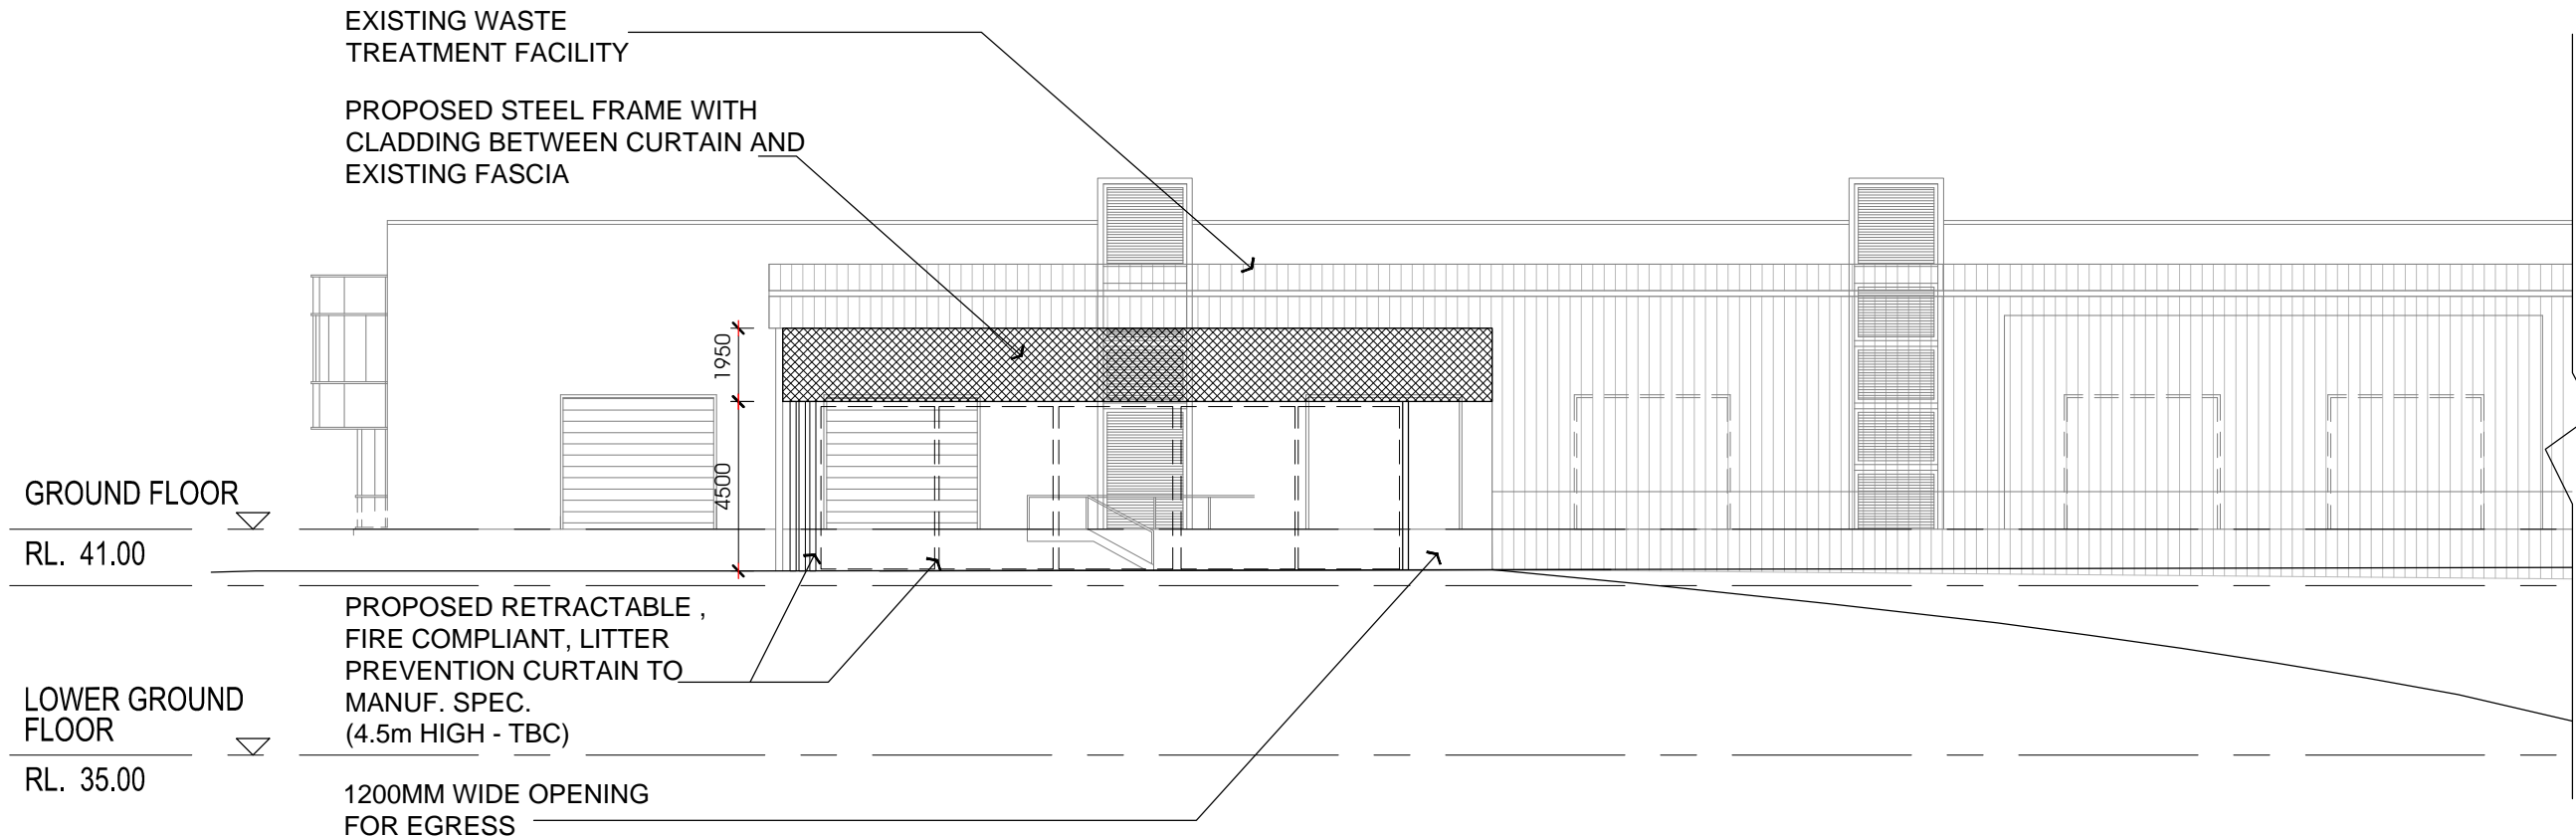 EXISTING WASTE
TREATMENT FACILITY
PROPOSED STEEL FRAME WITH
CLADDING BETWEEN CURTAIN AND
EXISTING FASCIA
1950
4500
GROUND FLOOR
RL. 41.00
PROPOSED RETRACTABLE ,
FIRE COMPLIANT, LITTER
PREVENTION CURTAIN TO
MANUF. SPEC.
(4.5m HIGH - TBC)
LOWER GROUND
FLOOR
RL. 35.00
1200MM WIDE OPENING
FOR EGRESS